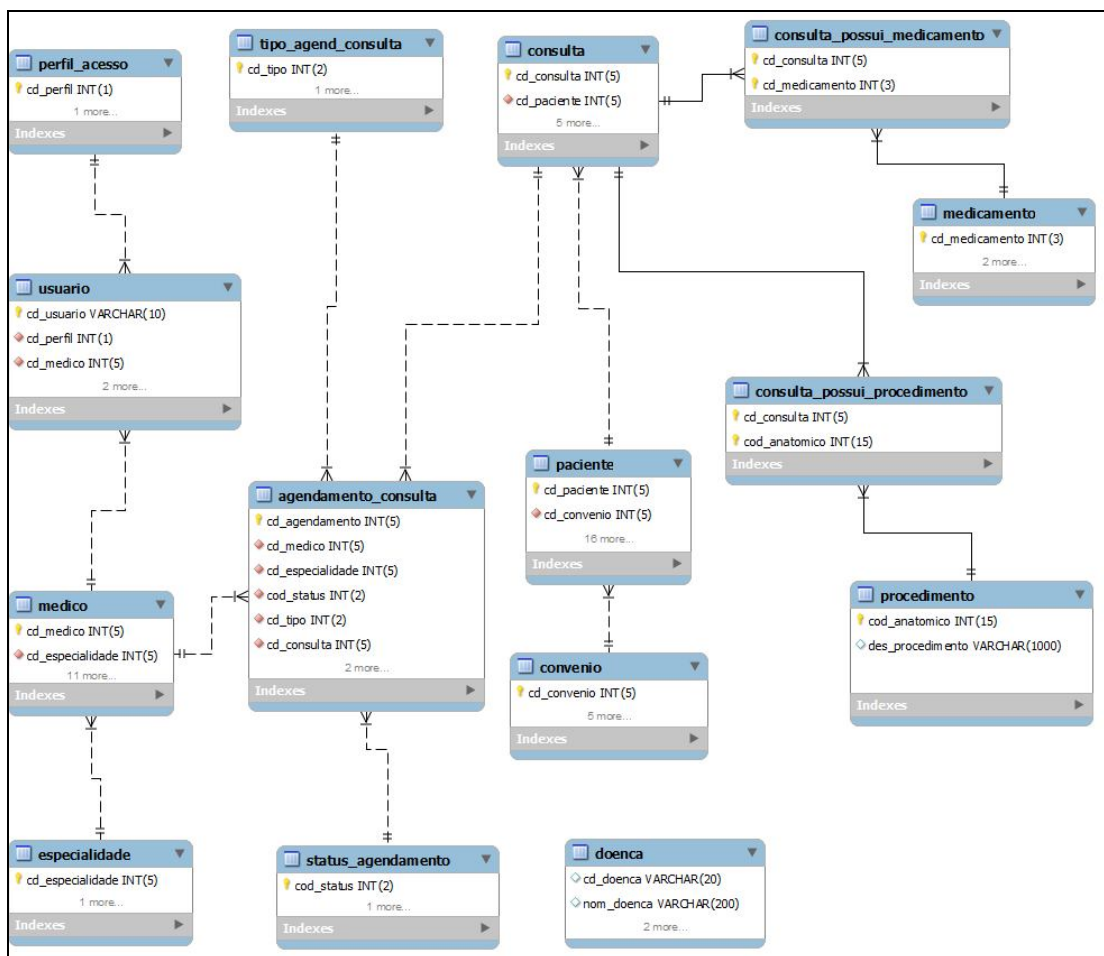 perfil_acesso
cd_perfil INT(1)
1 more...
Indexes
tipo_agend_consulta
cd_tipo INT(2)
1 more...
Indexes
consulta
cd_consulta INT(5)
cd_paciente INT(5)
5 more...
Indexes
consulta_possui_medicamento
cd_consulta INT(5)
cd_medicamento INT(3)
Indexes
medicamento
cd_medicamento INT(3)
2 more...
Indexes
usuario
cd_usuario VARCHAR(10)
cd_perfil INT(1)
cd_medico INT(5)
2 more...
Indexes
consulta_possui_procedimento
cd_consulta INT(5)
cod_anatomico INT(15)
Indexes
agendamento_consulta
cd_agendamento INT(5)
cd_medico INT(5)
cd_especialidade INT(5)
cod_status INT(2)
cd_tipo INT(2)
cd_consulta INT(5)
2 more...
Indexes
paciente
cd_paciente INT(5)
cd_convenio INT(5)
16 more...
Indexes
medico
cd_medico INT(5)
cd_especialidade INT(5)
11 more...
Indexes
convenio
cd_convenio INT(5)
5 more...
Indexes
procedimento
cod_anatomico INT(15)
des_procedimento VARCHAR(1000)
Indexes
especialidade
cd_especialidade INT(5)
1 more...
Indexes
status_agendamento
cod_status INT(2)
1 more...
Indexes
doenca
cd_doenca VARCHAR(20)
nom_doenca VARCHAR(200)
2 more...
Indexes